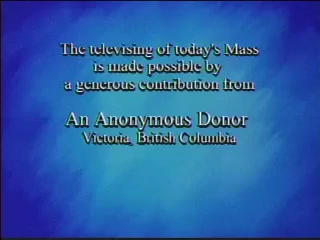 The televising of today's Mass
is made possible by
a generous contribution from
An Anonymous Donor
Victoria, British Columbia